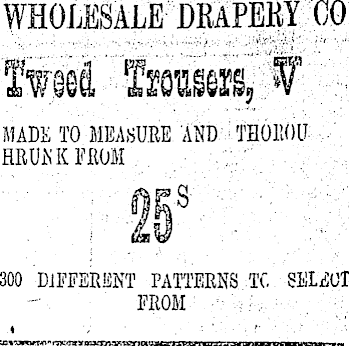 WHOLESALE DRAPERY CO
Tweed Trousers, V
MADE TO MEASURE AND THOROU
HRUNK FROM
25s
300 DIFFERENT PATTERNS TO SELECT
FROM